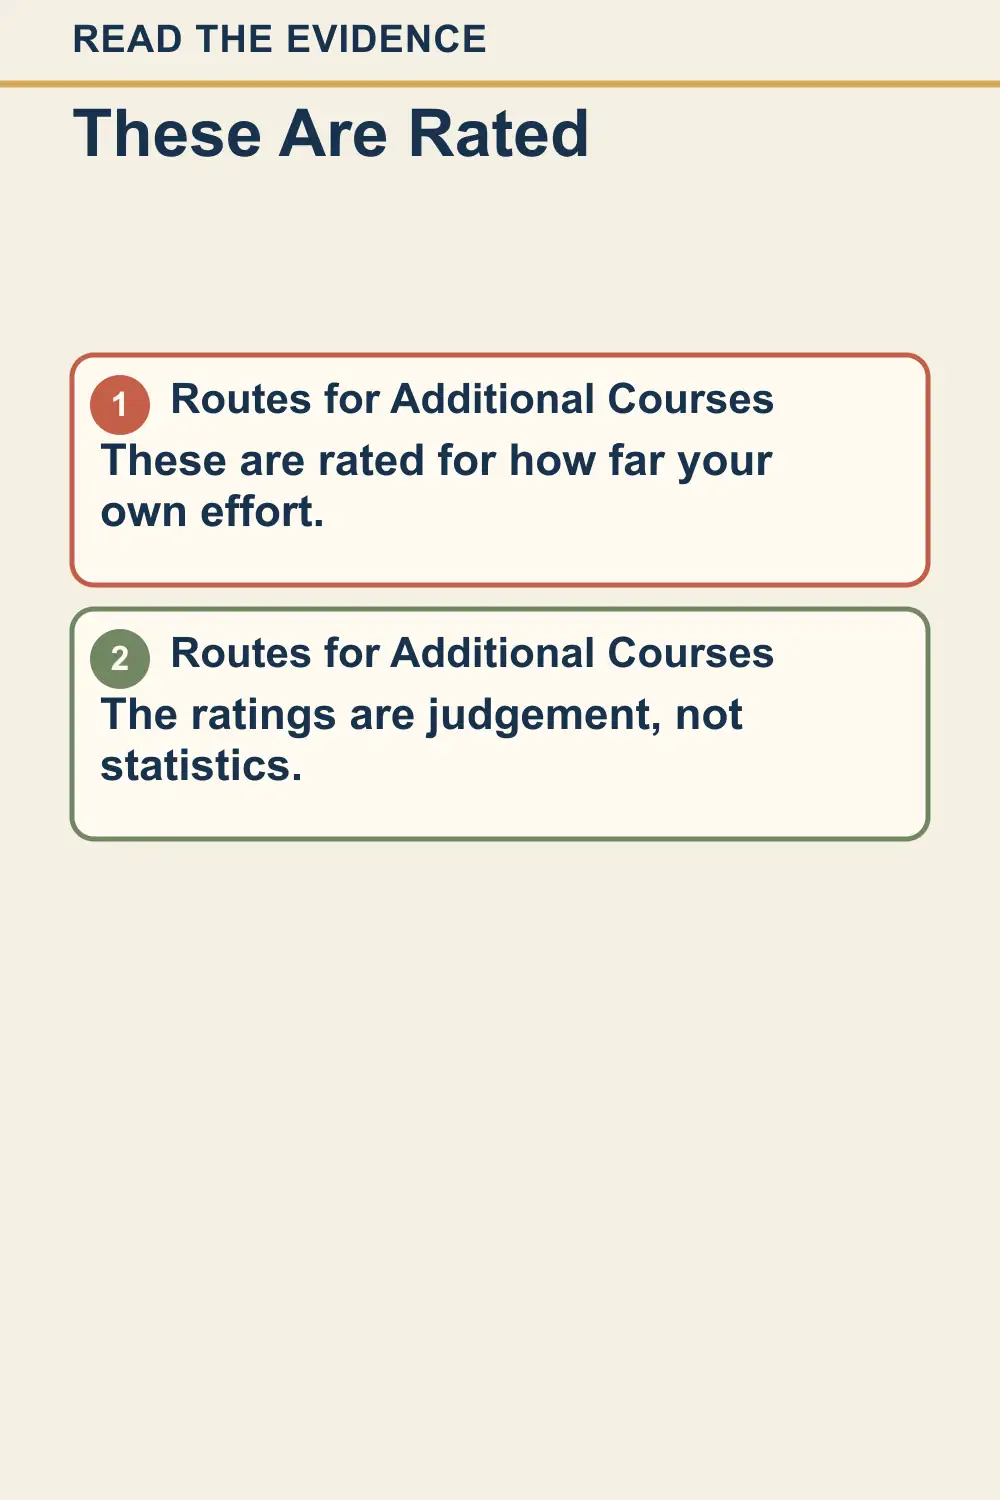 READ THE EVIDENCE
These Are Rated
1 Routes for Additional Courses
These are rated for how far your
own effort.
2 Routes for Additional Courses
The ratings are judgement, not
statistics.